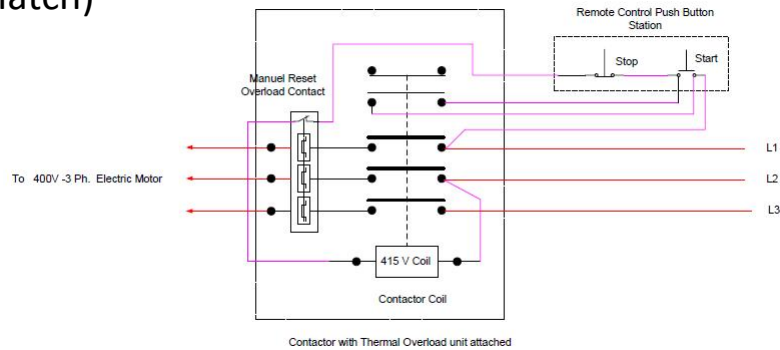 latch)
Remote Control Push Button
Station
Stop
Start
Manuel Reset
Overload Contact
L1
To 400V -3 Ph. Electric Motor
L2
L3
415 V Coil
Contactor Coil
Contactor with Thermal Overload unit attached